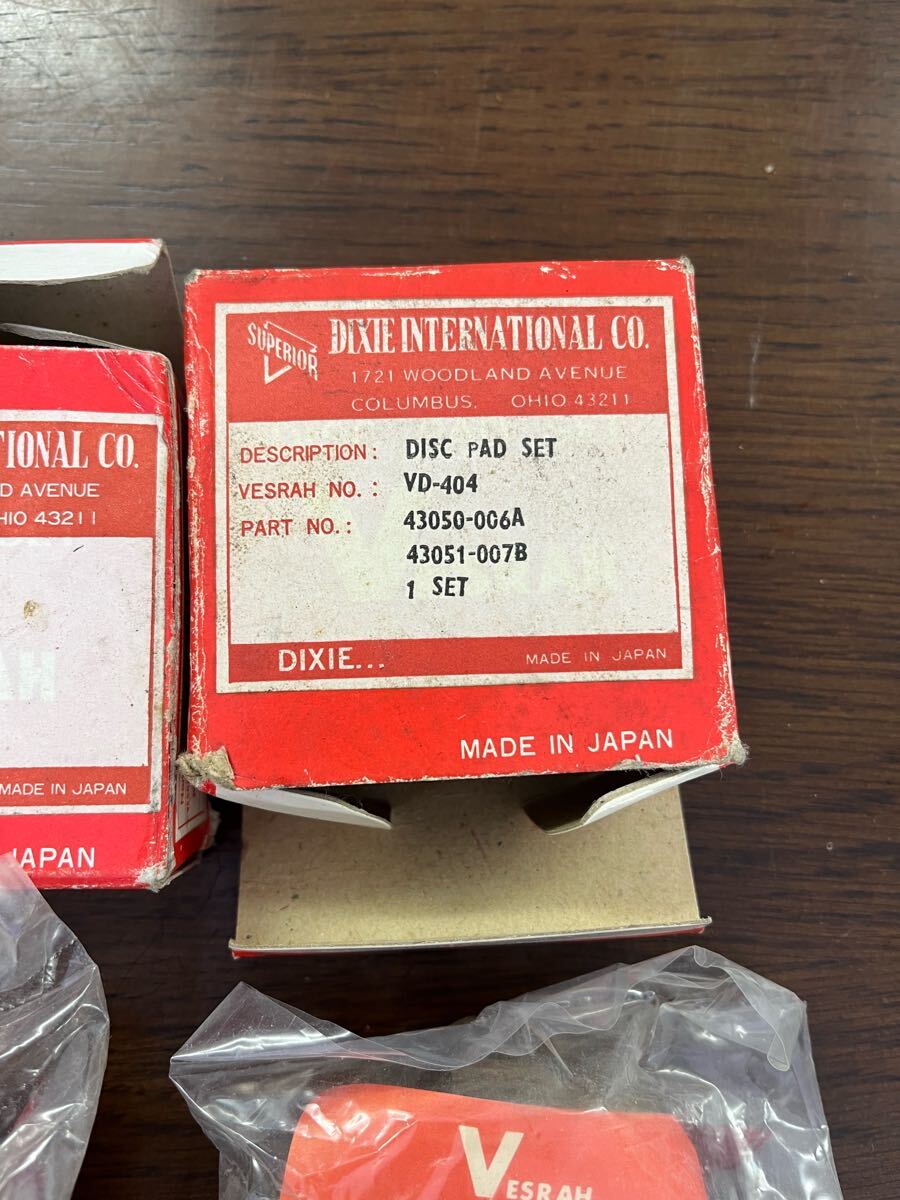 SUPERIOR
DIXIE INTERNATIONAL CO.
1721 WOODLAND AVENUE
COLUMBUS, OHIO 43211
DESCRIPTION: DISC PAD SET
VESRAH NO.: VD-404
PART NO.: 43050-006A
43051-007B
1 SET
DIXIE...
MADE IN JAPAN
MADE IN JAPAN
TIONAL CO.
D AVENUE
HIO 43211
AH
MADE IN JAPAN
JAPAN
VESRAH